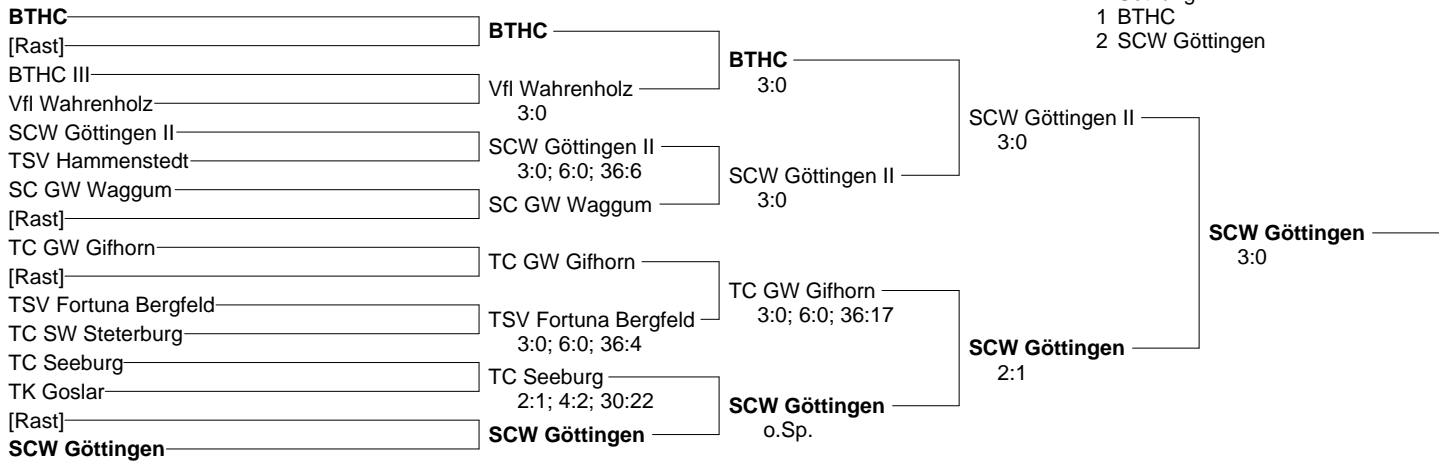 BTHC
[Rast]
BTHC III
Vfl Wahrenholz
SCW Göttingen II
TSV Hammenstedt
SC GW Waggum
[Rast]
TC GW Gifhorn
[Rast]
TSV Fortuna Bergfeld
TC SW Steterburg
TC Seeburg
TK Goslar
[Rast]
SCW Göttingen
BTHC
Vfl Wahrenholz
3:0
SCW Göttingen II
3:0; 6:0; 36:6
SC GW Waggum
TC GW Gifhorn
TSV Fortuna Bergfeld
3:0; 6:0; 36:4
TC Seeburg
2:1; 4:2; 30:22
SCW Göttingen
BTHC
3:0
SCW Göttingen II
3:0
TC GW Gifhorn
3:0; 6:0; 36:17
SCW Göttingen
o.Sp.
SCW Göttingen II
3:0
SCW Göttingen
2:1
SCW Göttingen
3:0
1 BTHC
2 SCW Göttingen